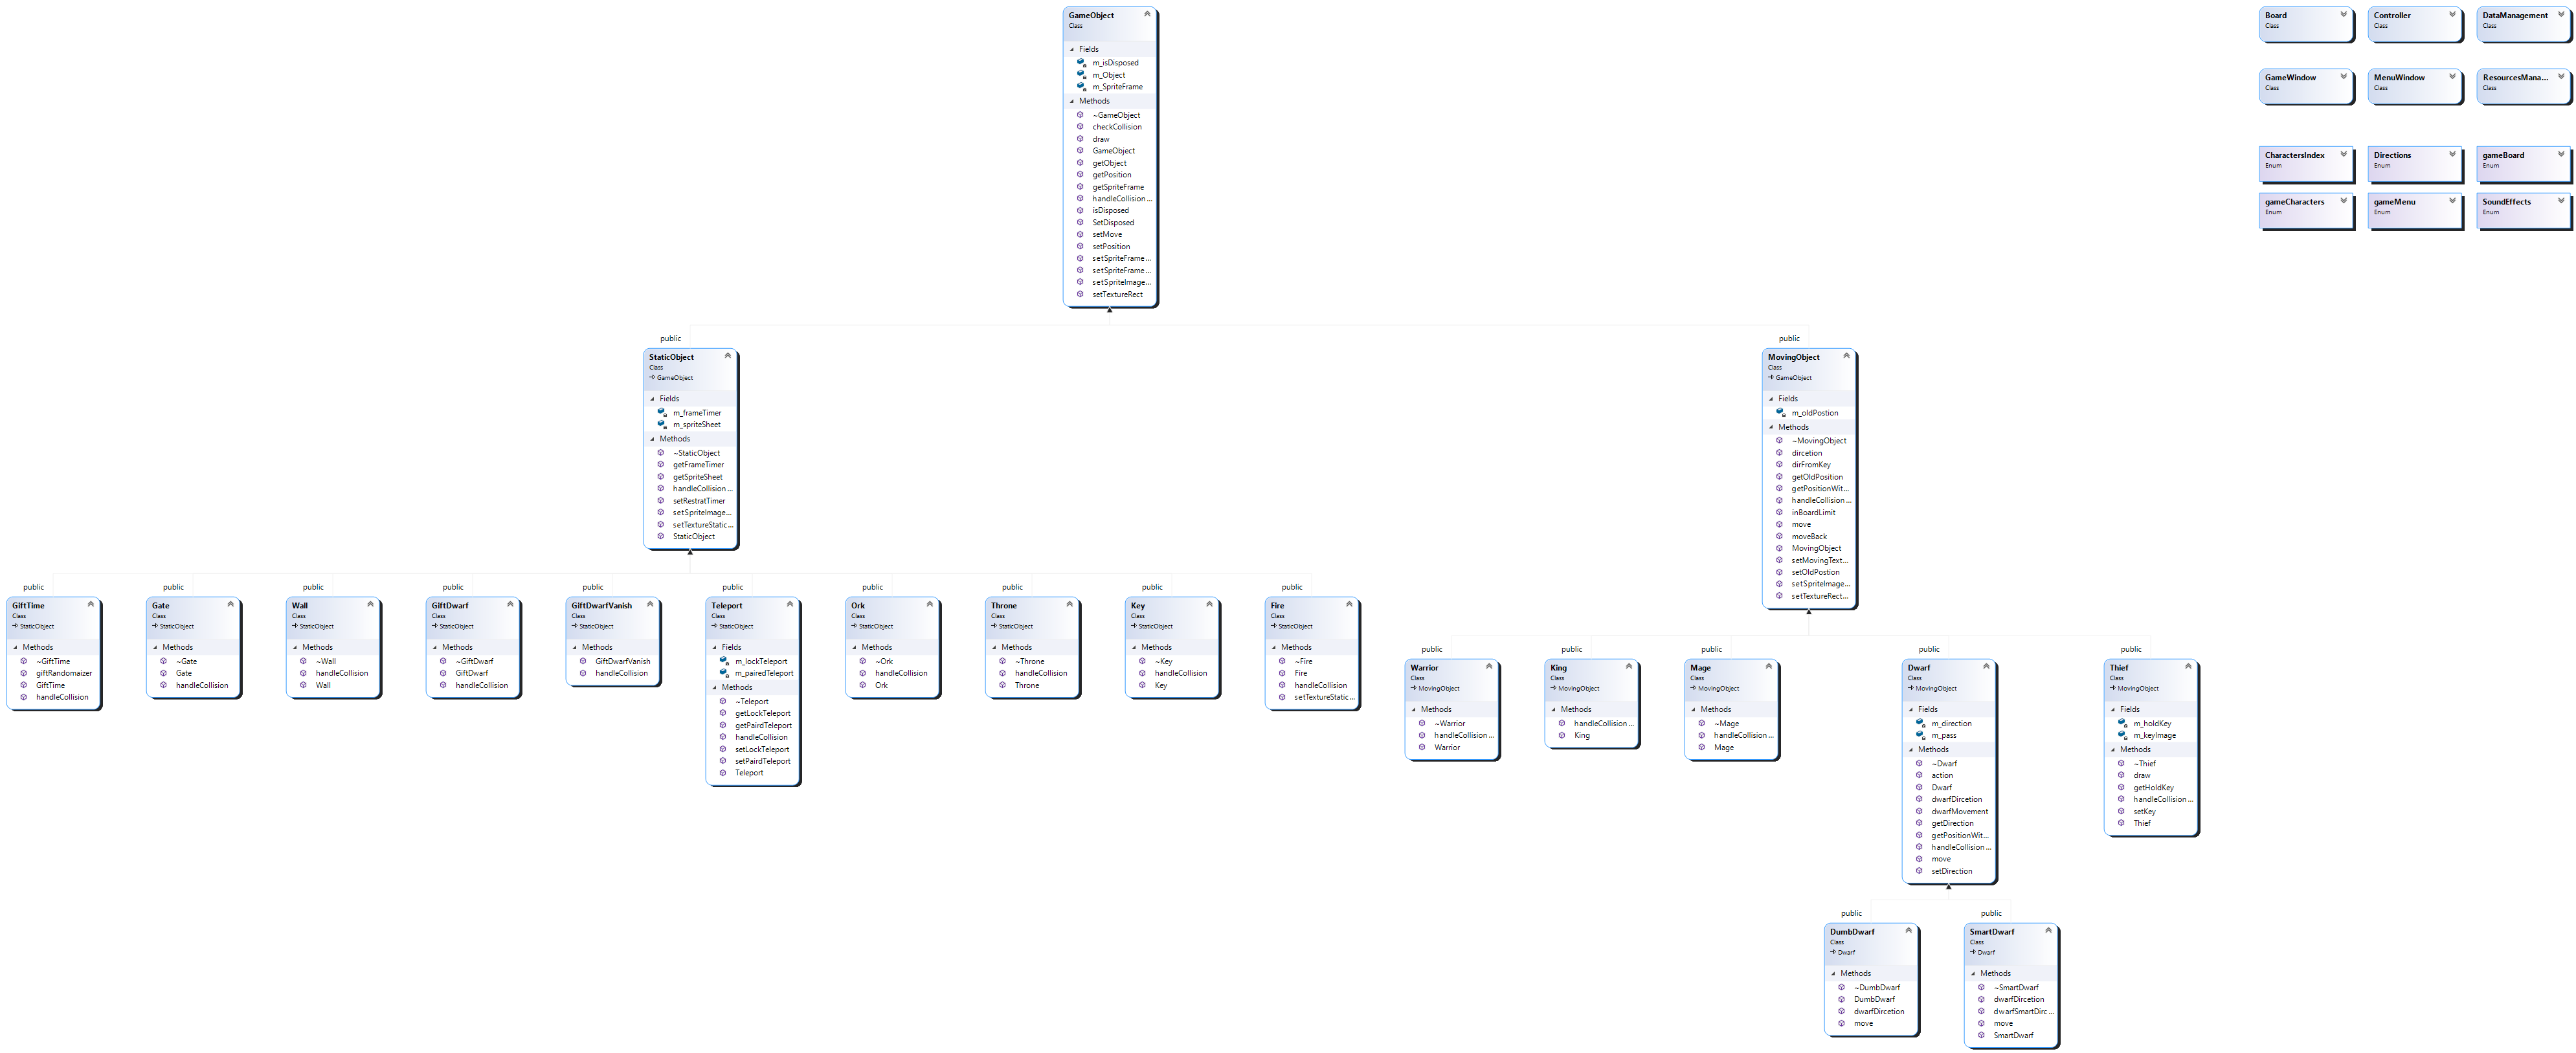 GameObject
Class
Fields
m_isDisposed
m_Object
m_SpriteFrame
Methods
~GameObject
checkCollision
draw
GameObject
getObject
getPosition
getSpriteFrame
handleCollision...
isDisposed
SetDisposed
setMove
setPosition
setSpriteFrame...
setSpriteFrame...
setSpriteImage...
setTextureRect
Board
Class
Controller
Class
DataManagement
Class
GameWindow
Class
MenuWindow
Class
ResourcesMana...
Class
CharactersIndex
Enum
Directions
Enum
gameBoard
Enum
gameCharacters
Enum
gameMenu
Enum
SoundEffects
Enum
public
StaticObject
Class
GameObject
Fields
m_frameTimer
m_spriteSheet
Methods
~StaticObject
getFrameTimer
getSpriteSheet
handleCollision...
setRestratTimer
setSpriteImage...
setTextureStatic...
StaticObject
public
MovingObject
Class
GameObject
Fields
m_oldPostion
Methods
~MovingObject
dircetion
dirFromKey
getOldPosition
getPositionWit...
handleCollision...
inBoardLimit
move
moveBack
MovingObject
setMovingText...
setOldPostion
setSpriteImage...
setTextureRect...
public
GiftTime
Class
StaticObject
Methods
~GiftTime
giftRandomaizer
GiftTime
handleCollision
public
Gate
Class
StaticObject
Methods
~Gate
Gate
handleCollision
public
Wall
Class
StaticObject
Methods
~Wall
handleCollision
Wall
public
GiftDwarf
Class
StaticObject
Methods
~GiftDwarf
GiftDwarf
handleCollision
public
GiftDwarfVanish
Class
StaticObject
Methods
GiftDwarfVanish
handleCollision
public
Teleport
Class
StaticObject
Fields
m_lockTeleport
m_pairedTeleport
Methods
~Teleport
getLockTeleport
getPairdTeleport
handleCollision
setLockTeleport
setPairdTeleport
Teleport
public
Ork
Class
StaticObject
Methods
~Ork
handleCollision
Ork
public
Throne
Class
StaticObject
Methods
~Throne
handleCollision
Throne
public
Key
Class
StaticObject
Methods
~Key
handleCollision
Key
public
Fire
Class
StaticObject
Methods
~Fire
Fire
handleCollision
setTextureStatic...
public
Warrior
Class
MovingObject
Methods
~Warrior
handleCollision...
Warrior
public
King
Class
MovingObject
Methods
handleCollision...
King
public
Mage
Class
MovingObject
Methods
~Mage
handleCollision...
Mage
public
Dwarf
Class
MovingObject
Fields
m_direction
m_pass
Methods
~Dwarf
action
Dwarf
dwarfDircetion
dwarfMovement
getDirection
getPositionWit...
handleCollision...
move
setDirection
public
Thief
Class
MovingObject
Fields
m_holdKey
m_keyImage
Methods
~Thief
draw
getHoldKey
handleCollision...
setKey
Thief
public
DumbDwarf
Class
Dwarf
Methods
~DumbDwarf
DumbDwarf
dwarfDircetion
move
public
SmartDwarf
Class
Dwarf
Methods
~SmartDwarf
dwarfDircetion
dwarfSmartDirc...
move
SmartDwarf